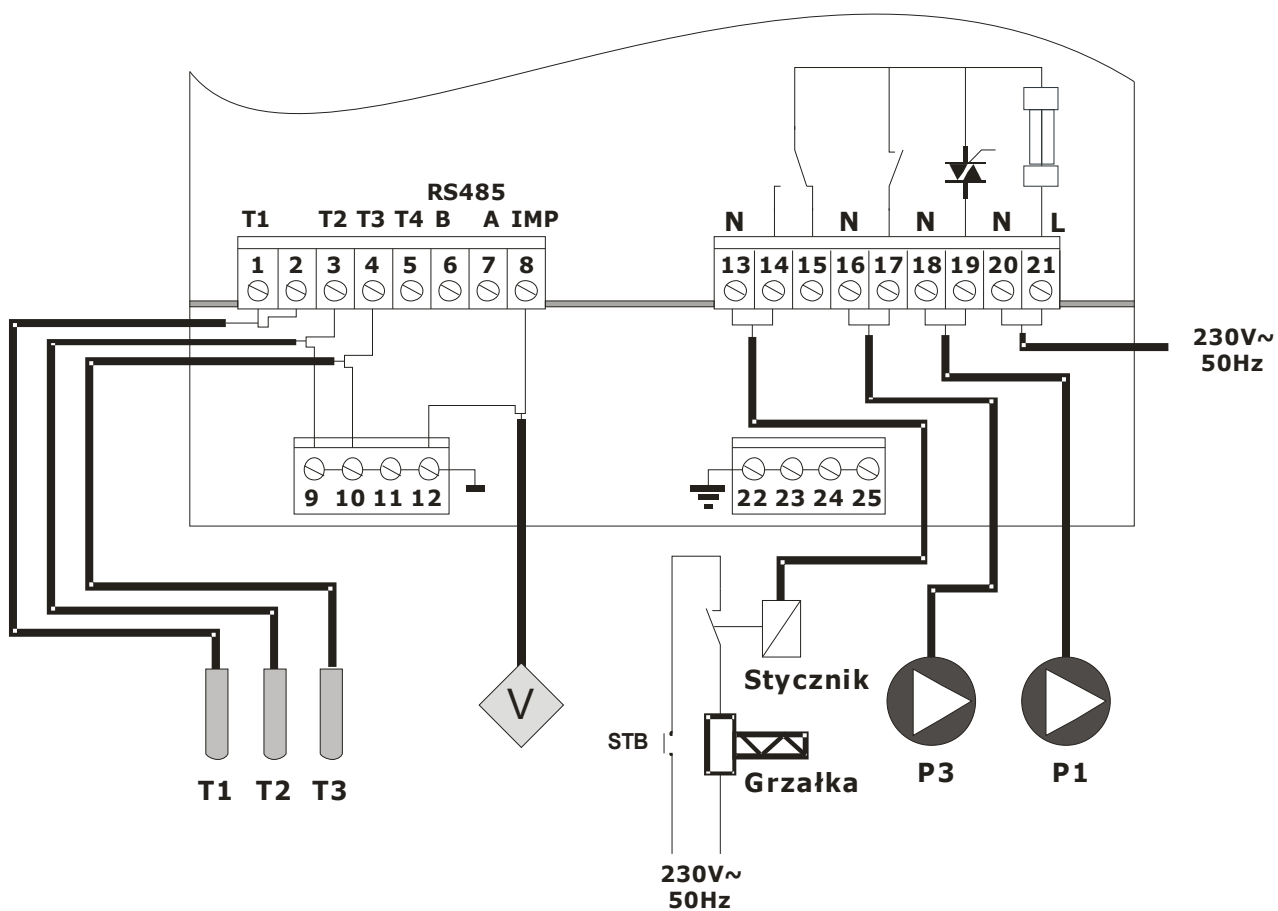 RS485
T1 T2 T3 T4 B A IMP
N N N N L
1 2 3 4 5 6 7 8
13 14 15 16 17 18 19 20 21
230V~
50Hz
9 10 11 12
22 23 24 25
Stycznik
V
STB
Grzałka
T1 T2 T3
P3 P1
230V~
50Hz